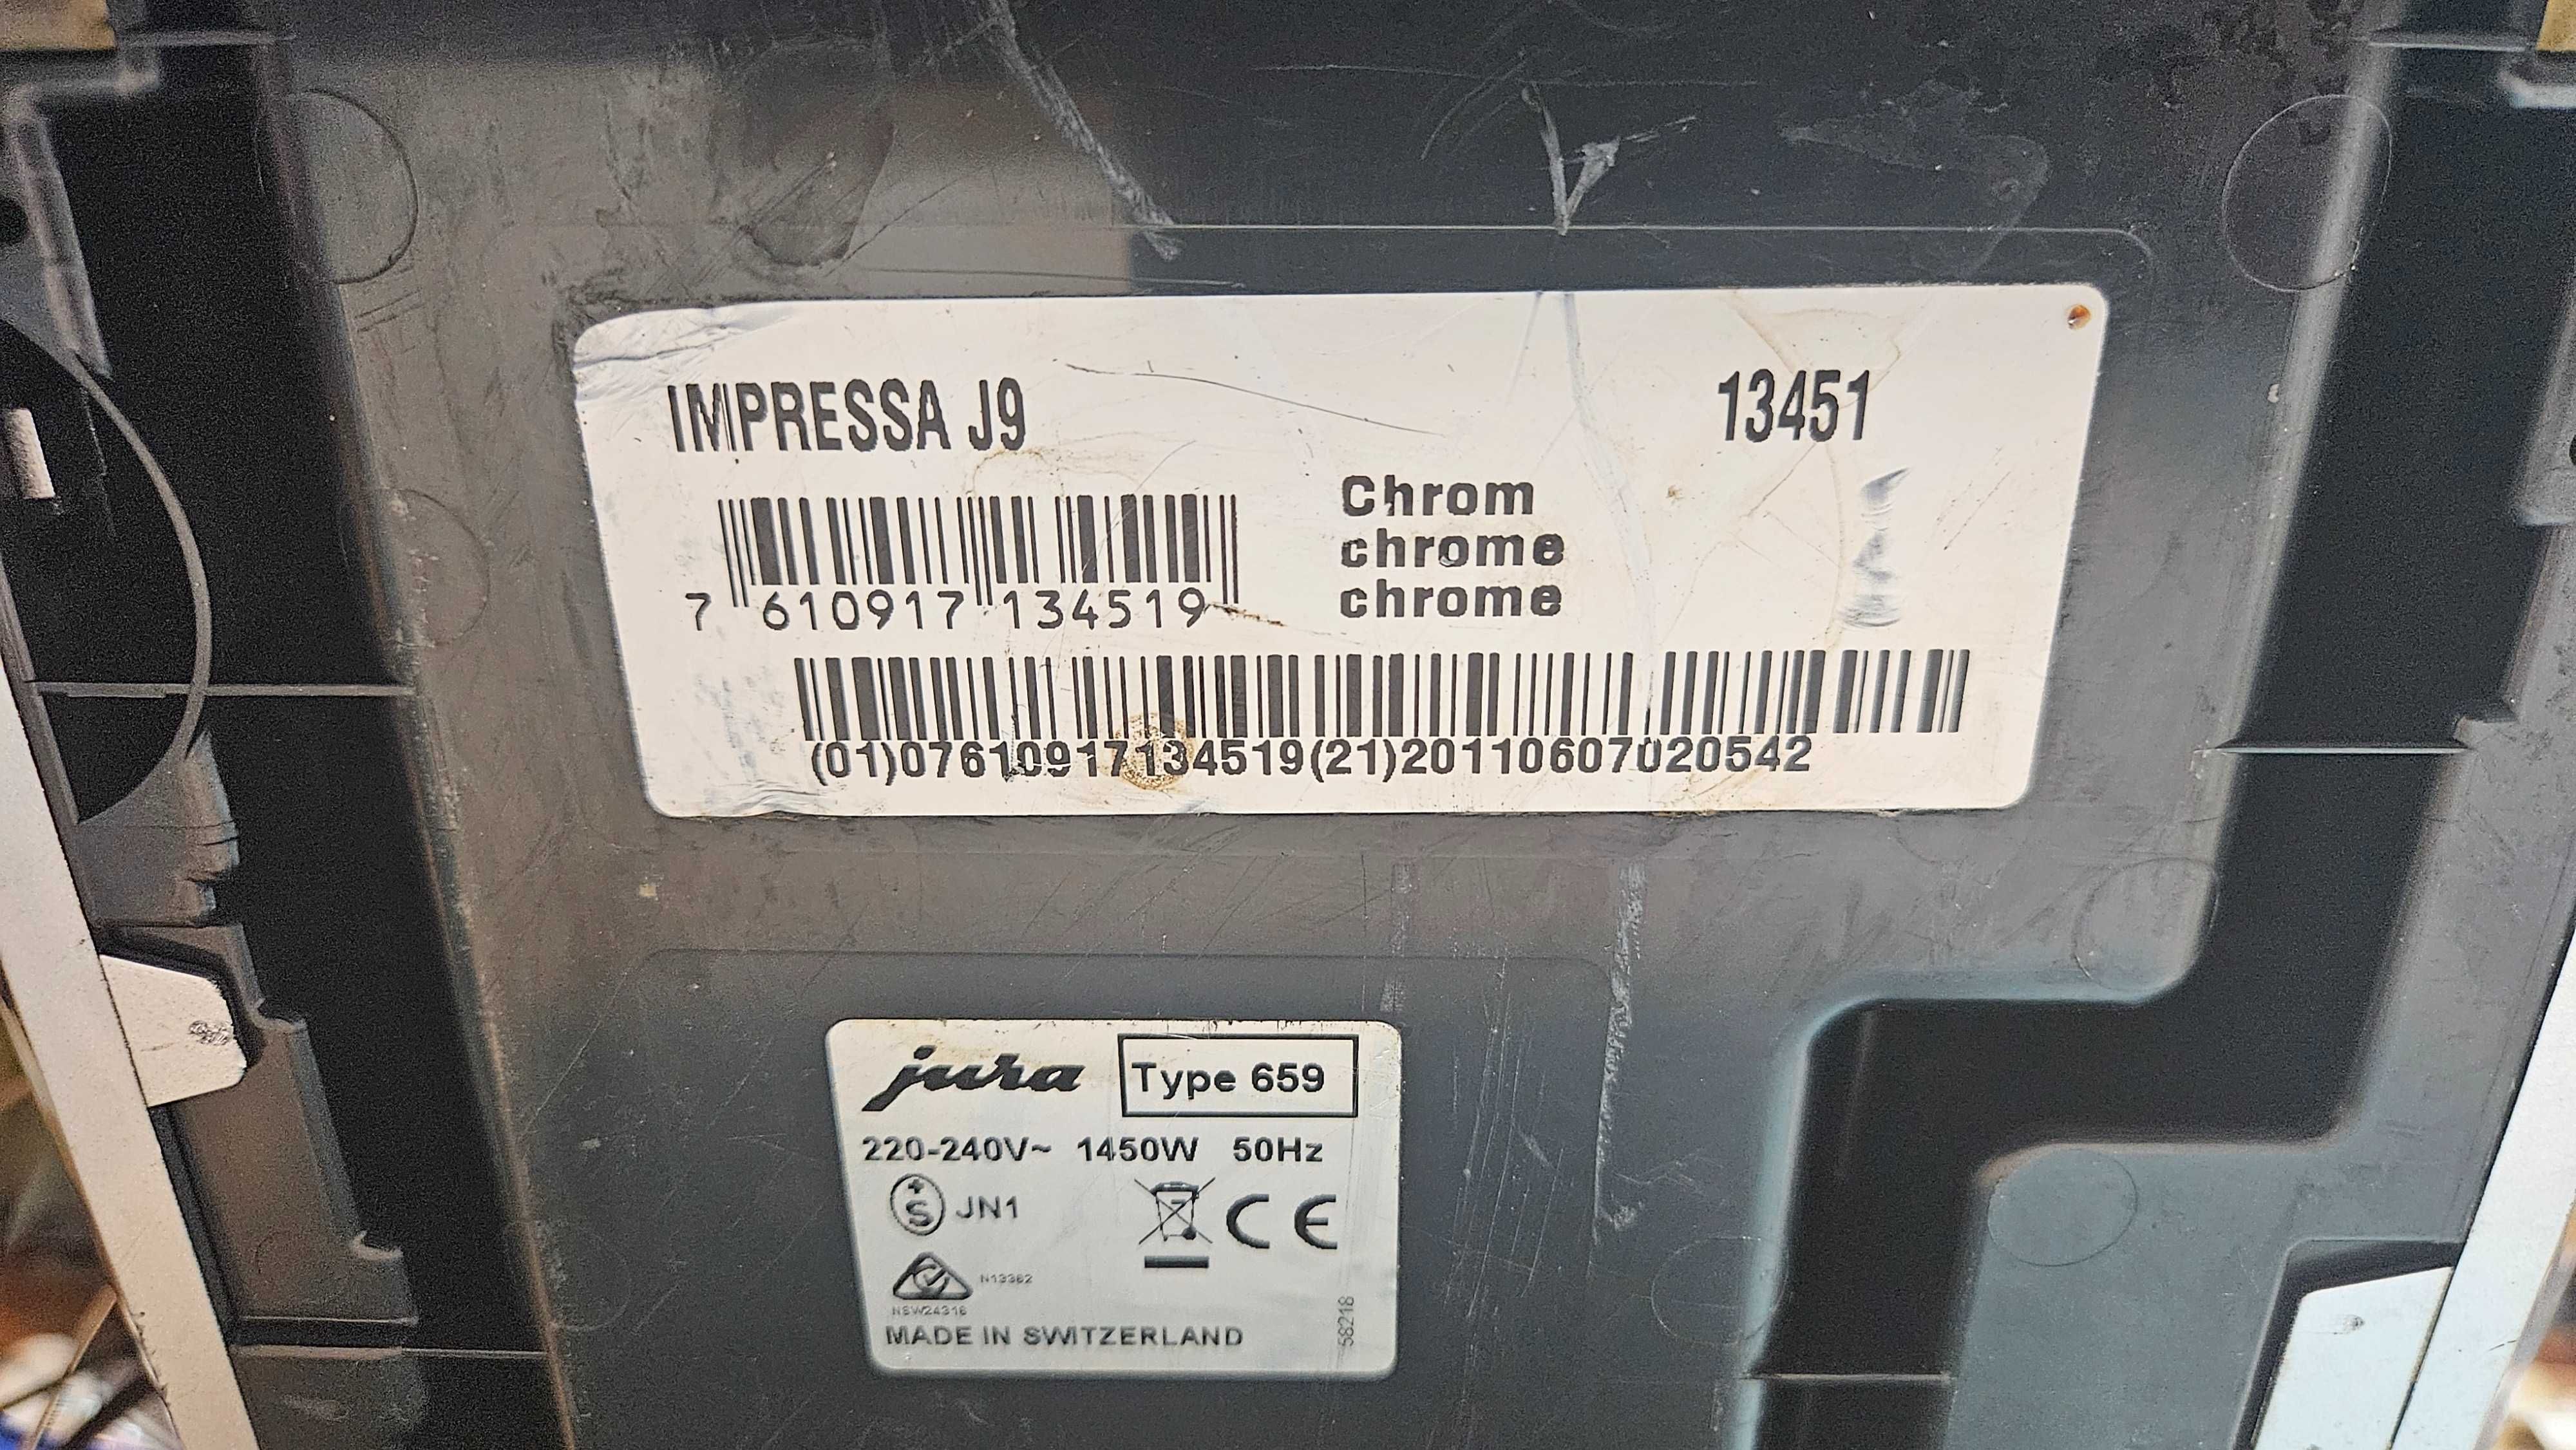 IMPRESSA J9
13451
Chrom
chrome
chrome
7 610917 134519
(01)07610917134519(21)20110607020542
jura
Type 659
220-240V~ 1450W 50Hz
S JN1
CE
N13362
NSW24316
MADE IN SWITZERLAND
58218